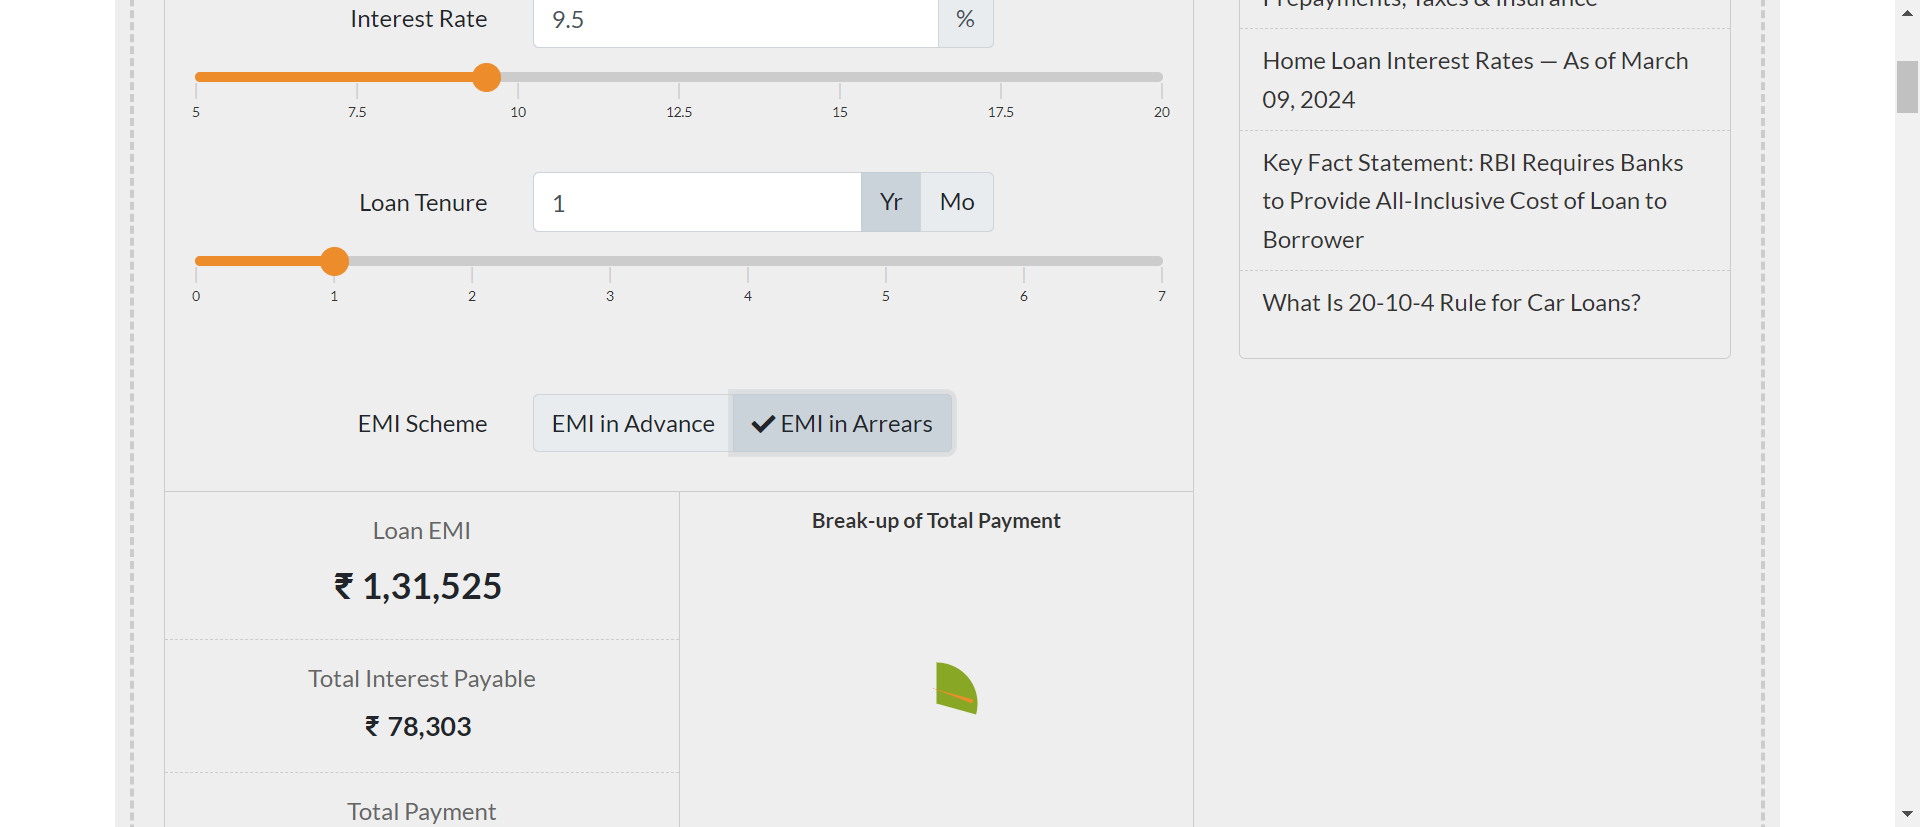 Interest Rate
9.5
%
5 7.5 10 12.5 15 17.5 20
Loan Tenure
1
Yr
Mo
0 1 2 3 4 5 6 7
EMI Scheme
EMI in Advance
EMI in Arrears
Loan EMI
₹ 1,31,525
Total Interest Payable
₹ 78,303
Total Payment
Break-up of Total Payment
Prepayments, Taxes & Insurance
Home Loan Interest Rates — As of March
09, 2024
Key Fact Statement: RBI Requires Banks
to Provide All-Inclusive Cost of Loan to
Borrower
What Is 20-10-4 Rule for Car Loans?